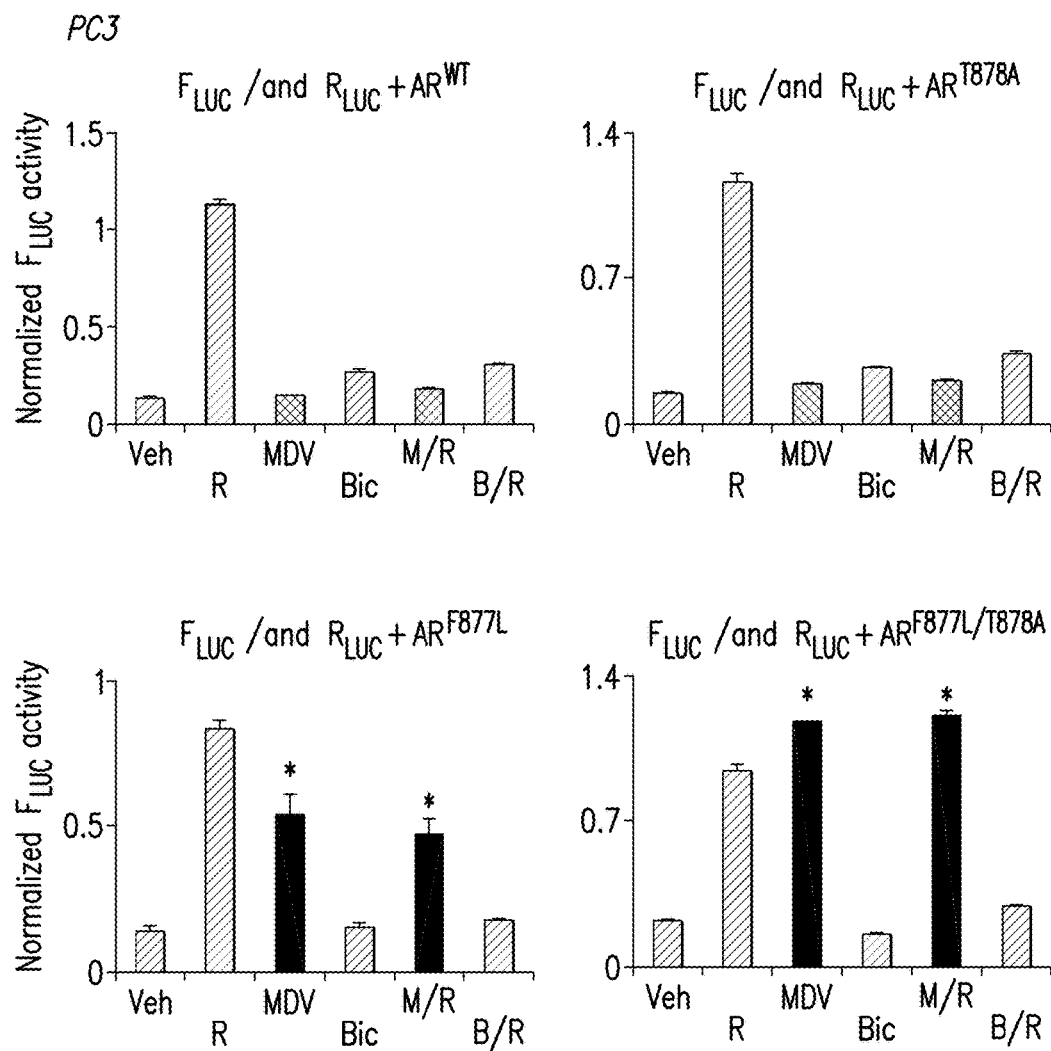 PC3
F_LUC /and R_LUC + AR^WT
Normalized F_LUC activity
1.5
1
0.5
0
Veh R MDV Bic M/R B/R
F_LUC /and R_LUC + AR^T878A
1.4
0.7
0
Veh R MDV Bic M/R B/R
F_LUC /and R_LUC + AR^F877L
Normalized F_LUC activity
1
0.5
0
* *
Veh R MDV Bic M/R B/R
F_LUC /and R_LUC + AR^F877L/T878A
1.4
0.7
0
* *
Veh R MDV Bic M/R B/R